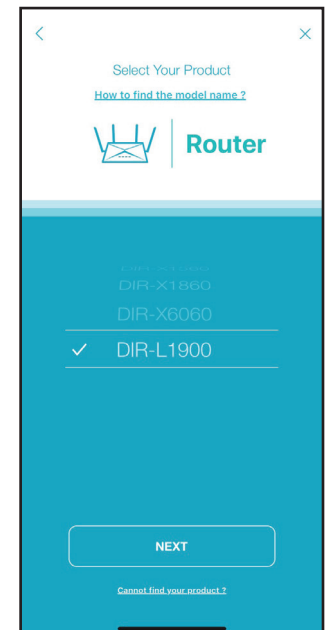 Select Your Product
How to find the model name ?
Router
DIR-X1860
DIR-X6060
DIR-L1900
NEXT
Cannot find your product ?